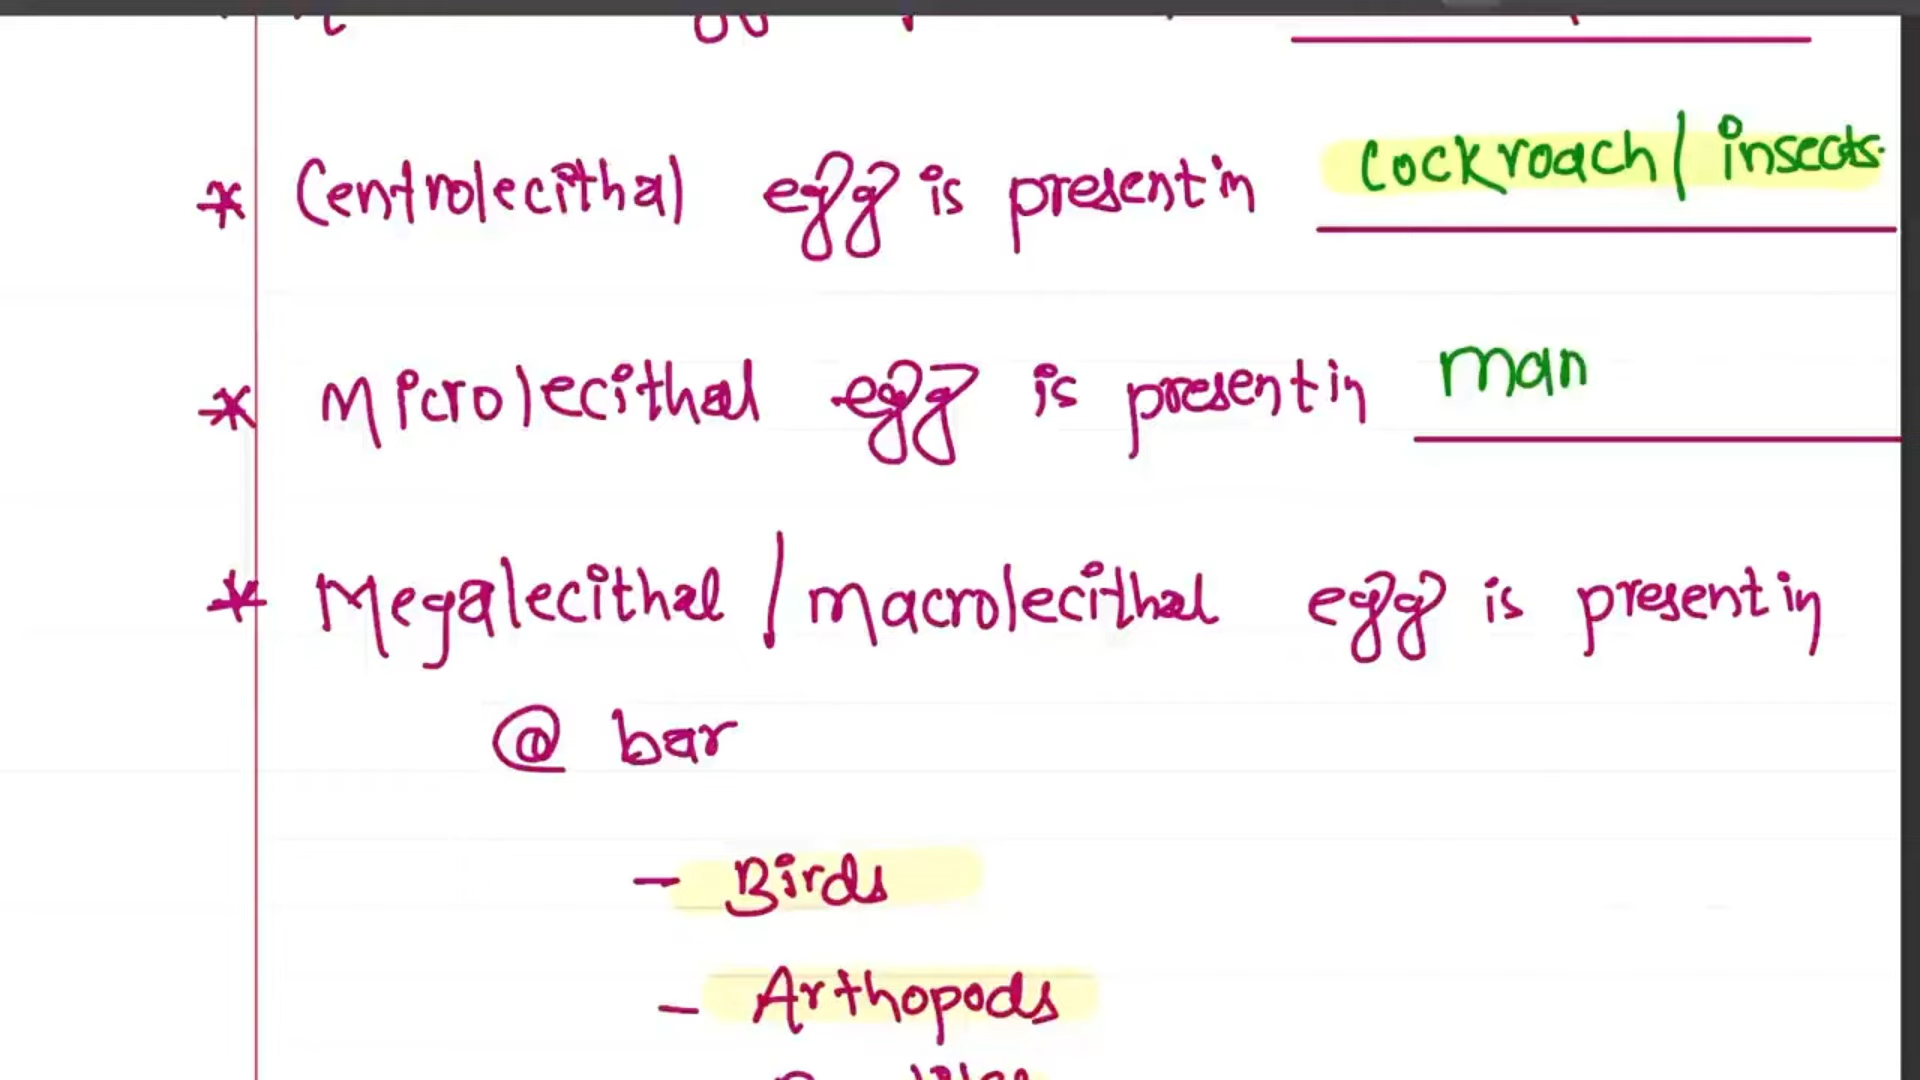 * Centrolecithal egg is present in cockroach / insects.
* Microlecithal egg is present in man
* Megalecithal / macrolecithal egg is present in
@ bar
- Birds
- Arthopods